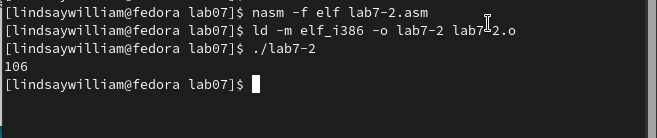 [lindsaywilliam@fedora lab07]$ nasm -f elf lab7-2.asm
[lindsaywilliam@fedora lab07]$ ld -m elf_i386 -o lab7-2 lab7-2.o
[lindsaywilliam@fedora lab07]$ ./lab7-2
106
[lindsaywilliam@fedora lab07]$